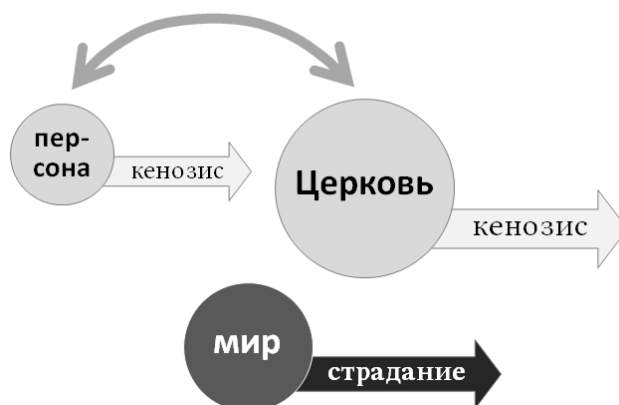 пер-
сона
кенозис
Церковь
кенозис
мир
страдание